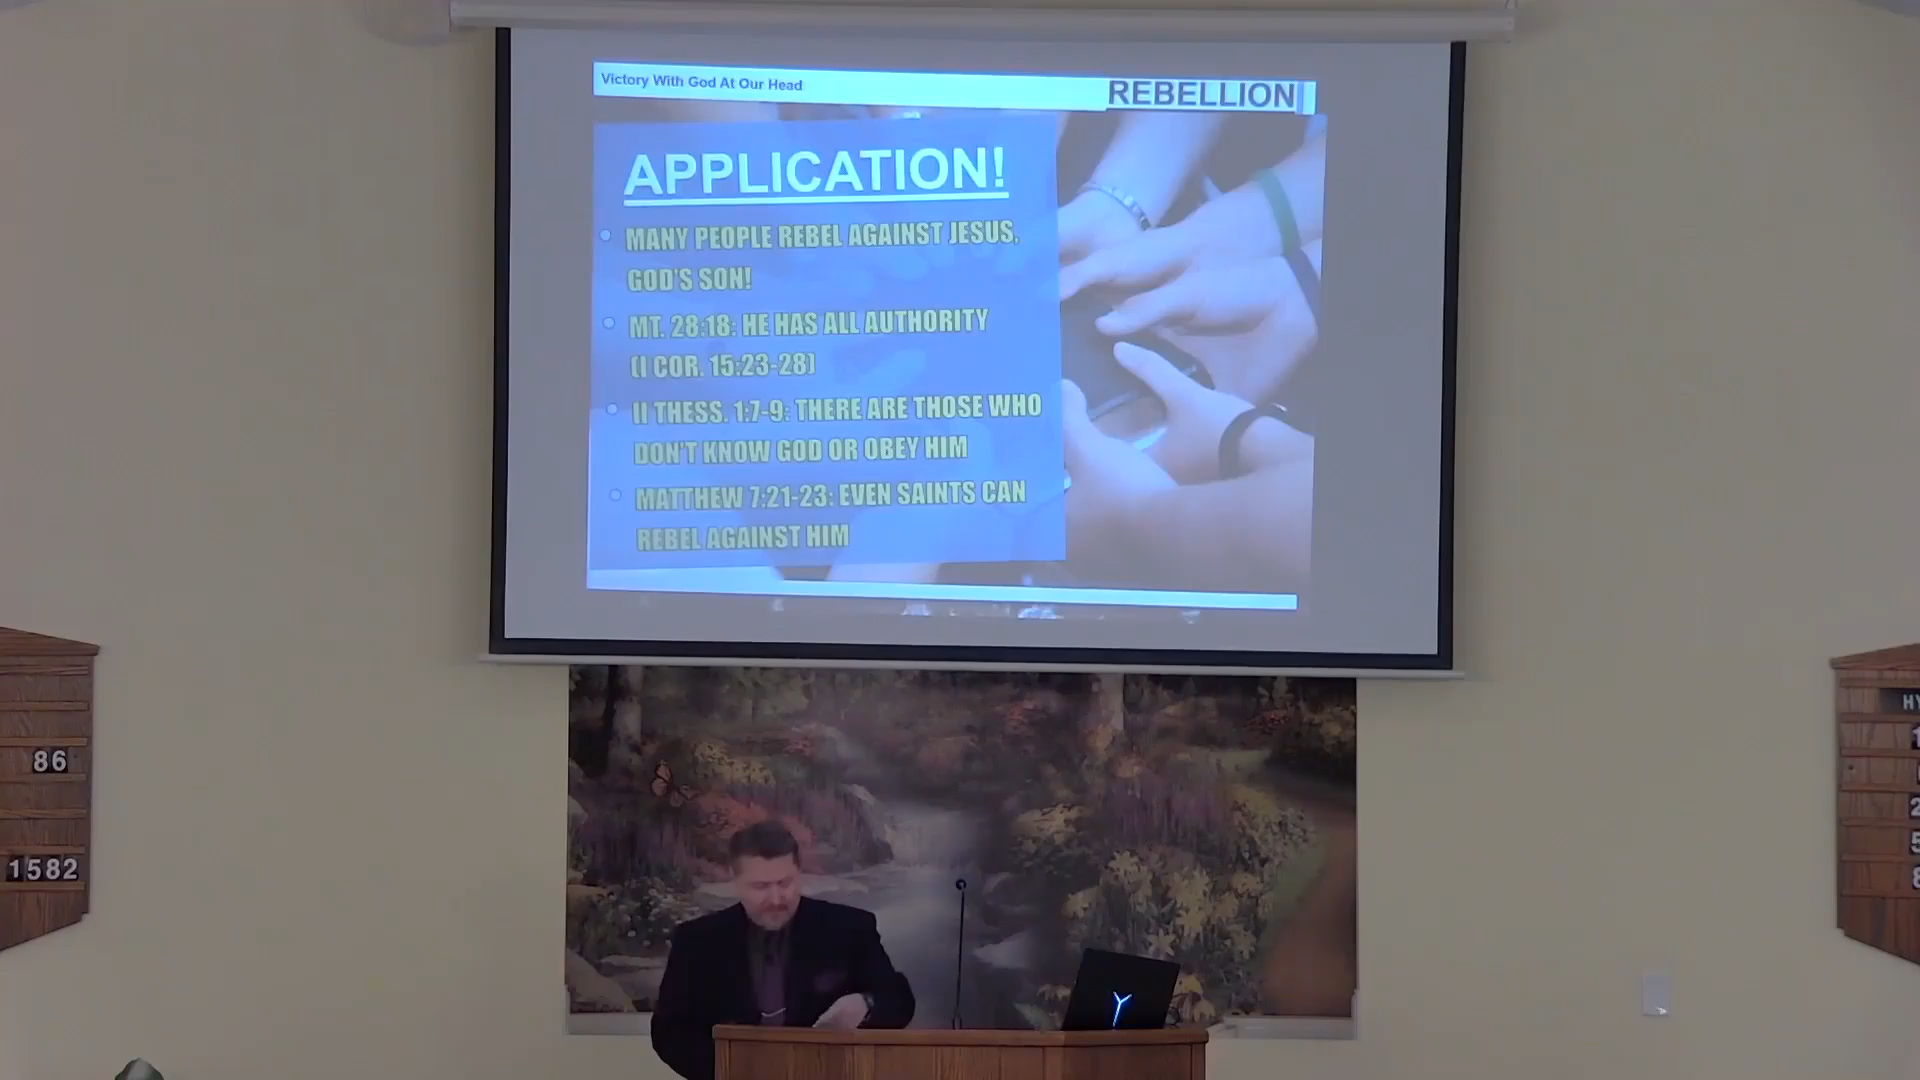 Victory With God At Our Head
REBELLION
APPLICATION!
MANY PEOPLE REBEL AGAINST JESUS,
GOD'S SON!
MT. 28:18: HE HAS ALL AUTHORITY
(I COR. 15:23-28)
II THESS. 1:7-9: THERE ARE THOSE WHO
DON'T KNOW GOD OR OBEY HIM
MATTHEW 7:21-23: EVEN SAINTS CAN
REBEL AGAINST HIM
86
1582